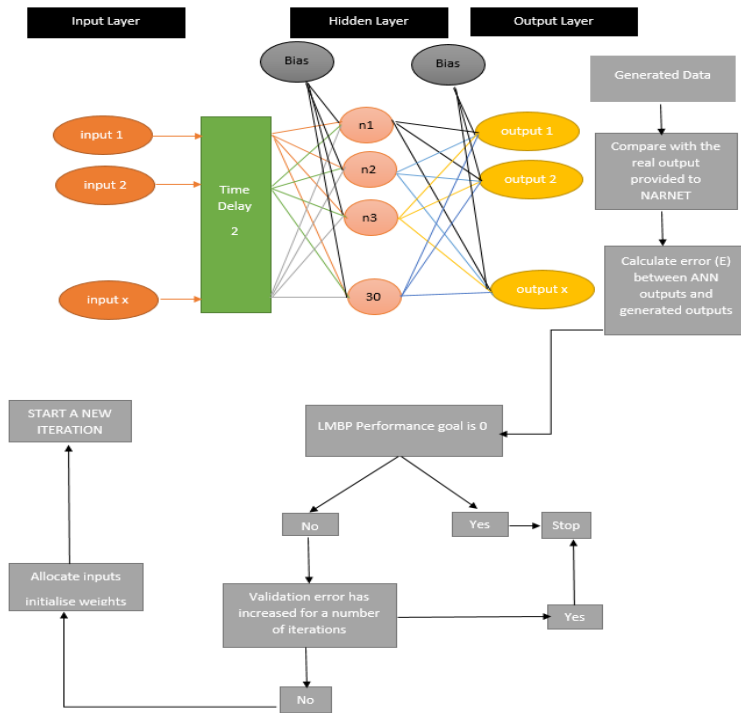 Input Layer
Hidden Layer
Output Layer
Bias
Bias
Generated Data
input 1
input 2
input x
Time
Delay
2
n1
n2
n3
30
output 1
output 2
output x
Compare with the
real output
provided to
NARNET
Calculate error (E)
between ANN
outputs and
generated outputs
START A NEW
ITERATION
LMBP Performance goal is 0
No
Yes
Stop
Allocate inputs
initialise weights
Validation error has
increased for a number
of iterations
Yes
No